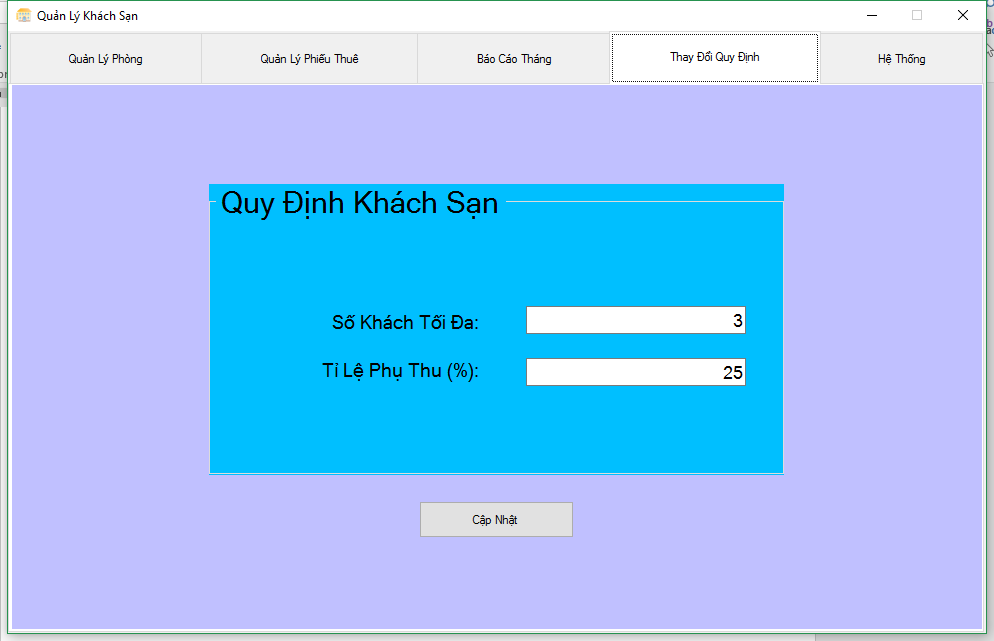 Quản Lý Khách Sạn
Quản Lý Phòng
Quản Lý Phiếu Thuê
Báo Cáo Tháng
Thay Đổi Quy Định
Hệ Thống
Quy Định Khách Sạn
Số Khách Tối Đa:
3
Tỉ Lệ Phụ Thu (%):
25
Cập Nhật